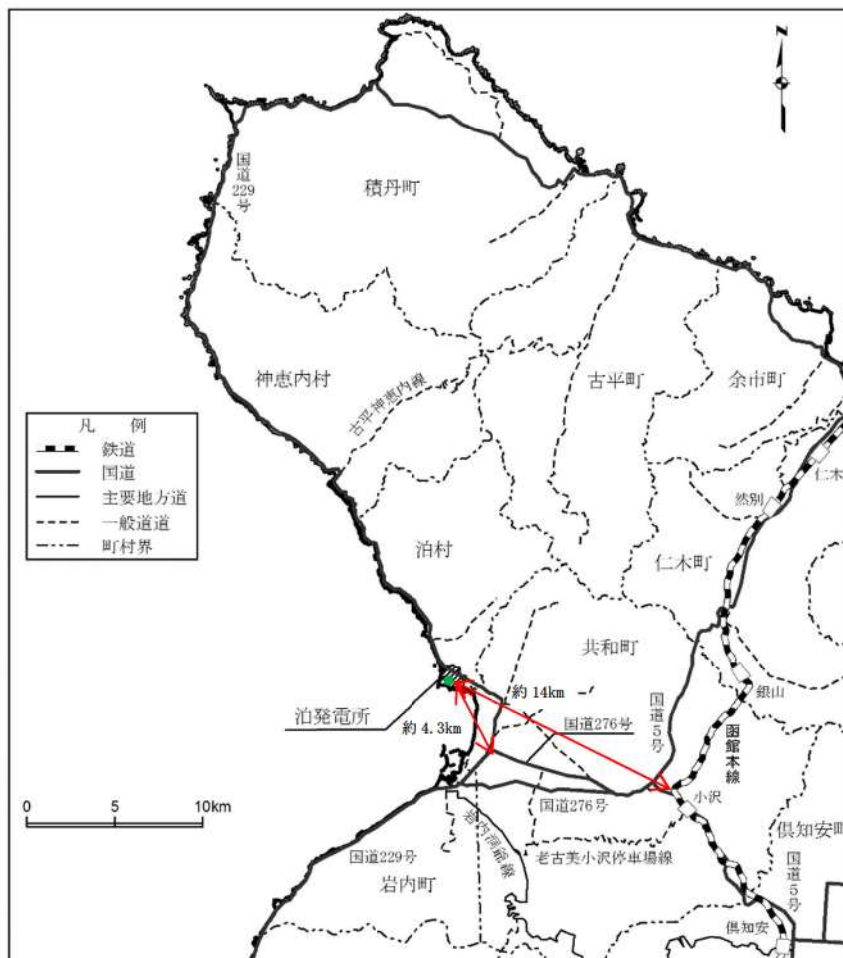 N
国道229号
積丹町
神恵内村
古平・神恵内線
古平町
余市町
凡 例
鉄道
国道
主要地方道
一般道道
町村界
仁木
然別
泊村
仁木町
共和町
約 14km
銀山
泊発電所
約 4.3km
国道276号
国道5号
函館本線
0 5 10km
小沢
国道276号
倶知安町
国道229号
岩内洞爺線
老古美小沢停車場線
国道5号
岩内町
倶知安